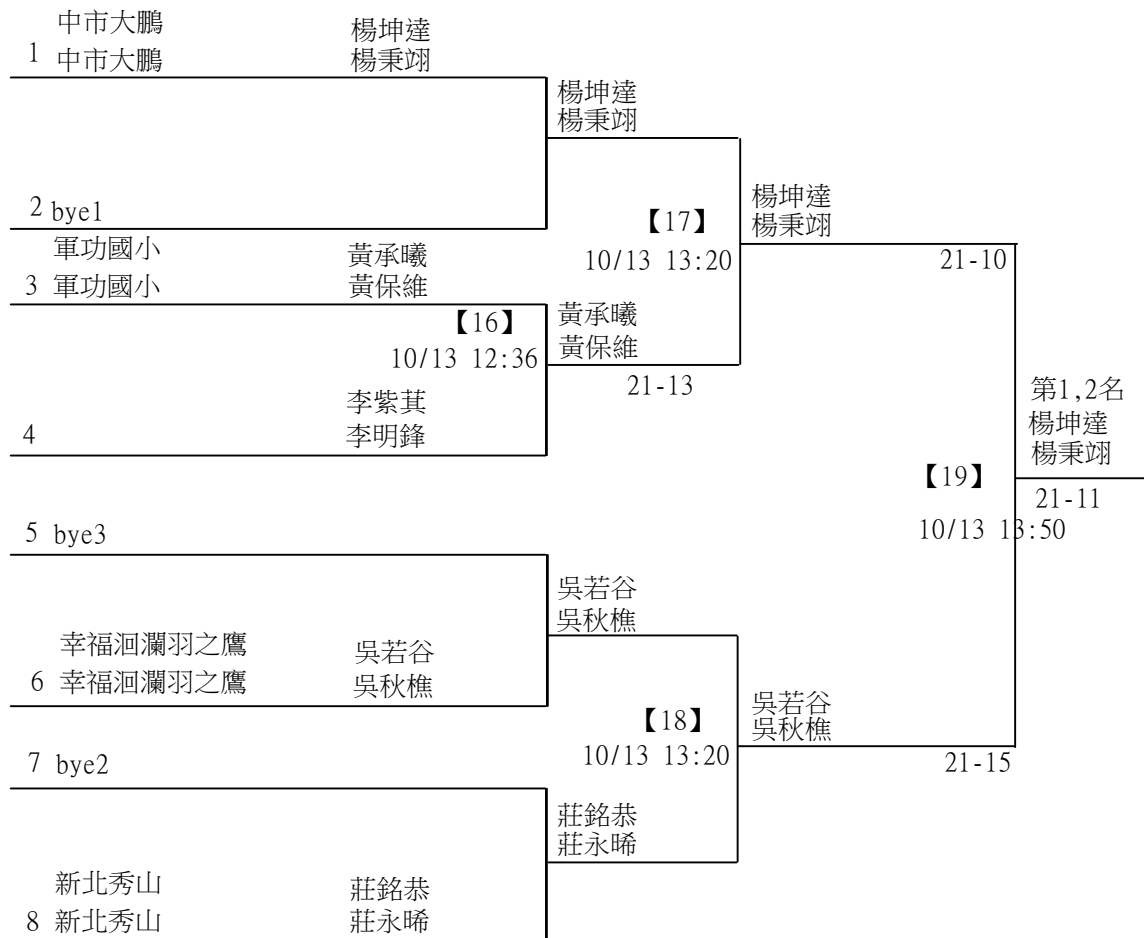 中市大鵬 楊坤達
1 中市大鵬 楊秉翊
楊坤達
楊秉翊
2 bye1
【17】
10/13 13:20
楊坤達
楊秉翊
21-10
軍功國小 黃承曦
3 軍功國小 黃保維
【16】
10/13 12:36
黃承曦
黃保維
21-13
李紫萁
4 李明鋒
第1,2名
楊坤達
楊秉翊
【19】
21-11
10/13 13:50
5 bye3
吳若谷
吳秋樵
幸福洄瀾羽之鷹 吳若谷
6 幸福洄瀾羽之鷹 吳秋樵
【18】
10/13 13:20
吳若谷
吳秋樵
21-15
7 bye2
莊銘恭
莊永晞
新北秀山 莊銘恭
8 新北秀山 莊永晞